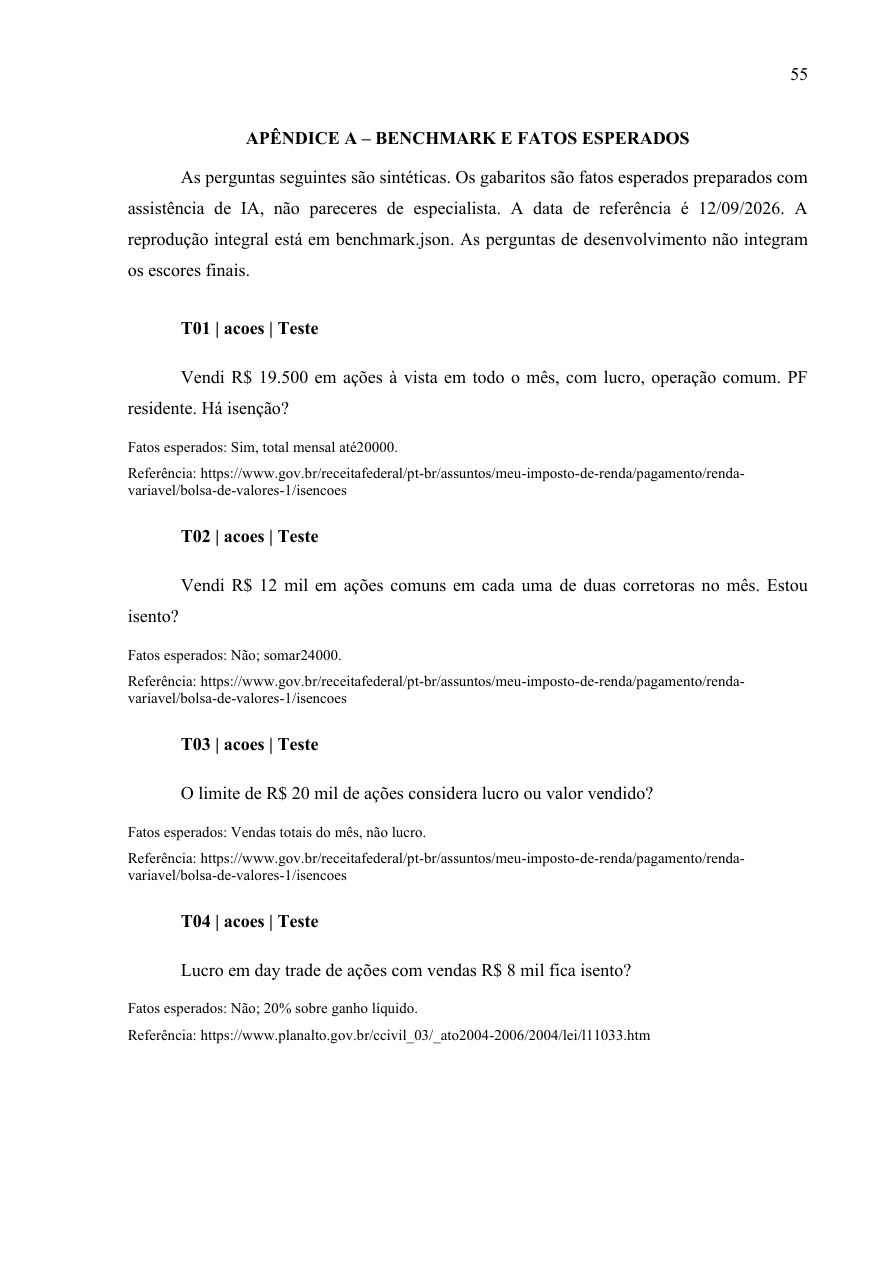 55
APÊNDICE A – BENCHMARK E FATOS ESPERADOS
As perguntas seguintes são sintéticas. Os gabaritos são fatos esperados preparados com
assistência de IA, não pareceres de especialista. A data de referência é 12/09/2026. A
reprodução integral está em benchmark.json. As perguntas de desenvolvimento não integram
os escores finais.
T01 | acoes | Teste
Vendi R$ 19.500 em ações à vista em todo o mês, com lucro, operação comum. PF
residente. Há isenção?
Fatos esperados: Sim, total mensal até20000.
Referência: https://www.gov.br/receitafederal/pt-br/assuntos/meu-imposto-de-renda/pagamento/renda-
variavel/bolsa-de-valores-1/isencoes
T02 | acoes | Teste
Vendi R$ 12 mil em ações comuns em cada uma de duas corretoras no mês. Estou
isento?
Fatos esperados: Não; somar24000.
Referência: https://www.gov.br/receitafederal/pt-br/assuntos/meu-imposto-de-renda/pagamento/renda-
variavel/bolsa-de-valores-1/isencoes
T03 | acoes | Teste
O limite de R$ 20 mil de ações considera lucro ou valor vendido?
Fatos esperados: Vendas totais do mês, não lucro.
Referência: https://www.gov.br/receitafederal/pt-br/assuntos/meu-imposto-de-renda/pagamento/renda-
variavel/bolsa-de-valores-1/isencoes
T04 | acoes | Teste
Lucro em day trade de ações com vendas R$ 8 mil fica isento?
Fatos esperados: Não; 20% sobre ganho líquido.
Referência: https://www.planalto.gov.br/ccivil_03/_ato2004-2006/2004/lei/l11033.htm